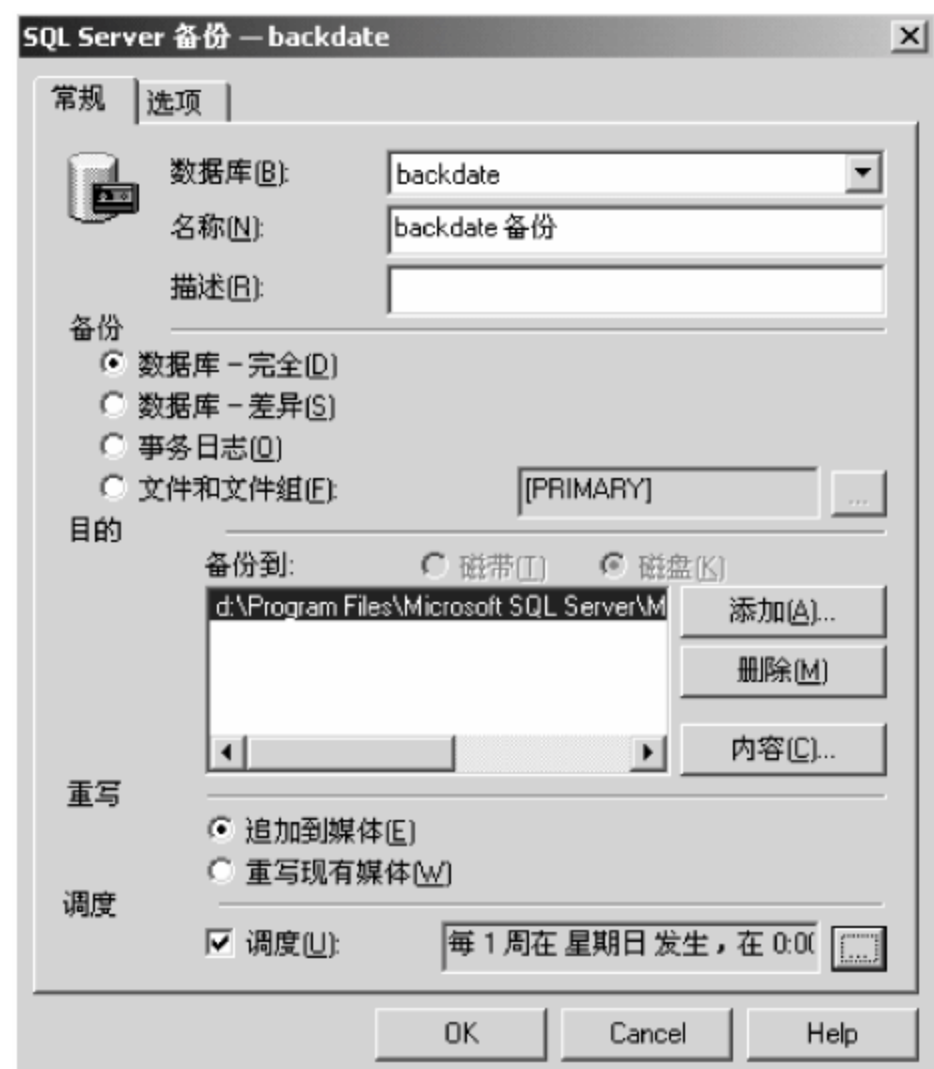 SQL Server 备份 — backdate
常规 选项
数据库(B): backdate
名称(N): backdate 备份
描述(R):
备份
数据库 - 完全(D)
数据库 - 差异(S)
事务日志(O)
文件和文件组(F): [PRIMARY] ...
目的
备份到: 磁带(T) 磁盘(K)
d:\Program Files\Microsoft SQL Server\M 添加(A)...
删除(M)
内容(C)...
重写
追加到媒体(E)
重写现有媒体(W)
调度
调度(U): 每 1 周在 星期日 发生，在 0:0( ...
OK Cancel Help